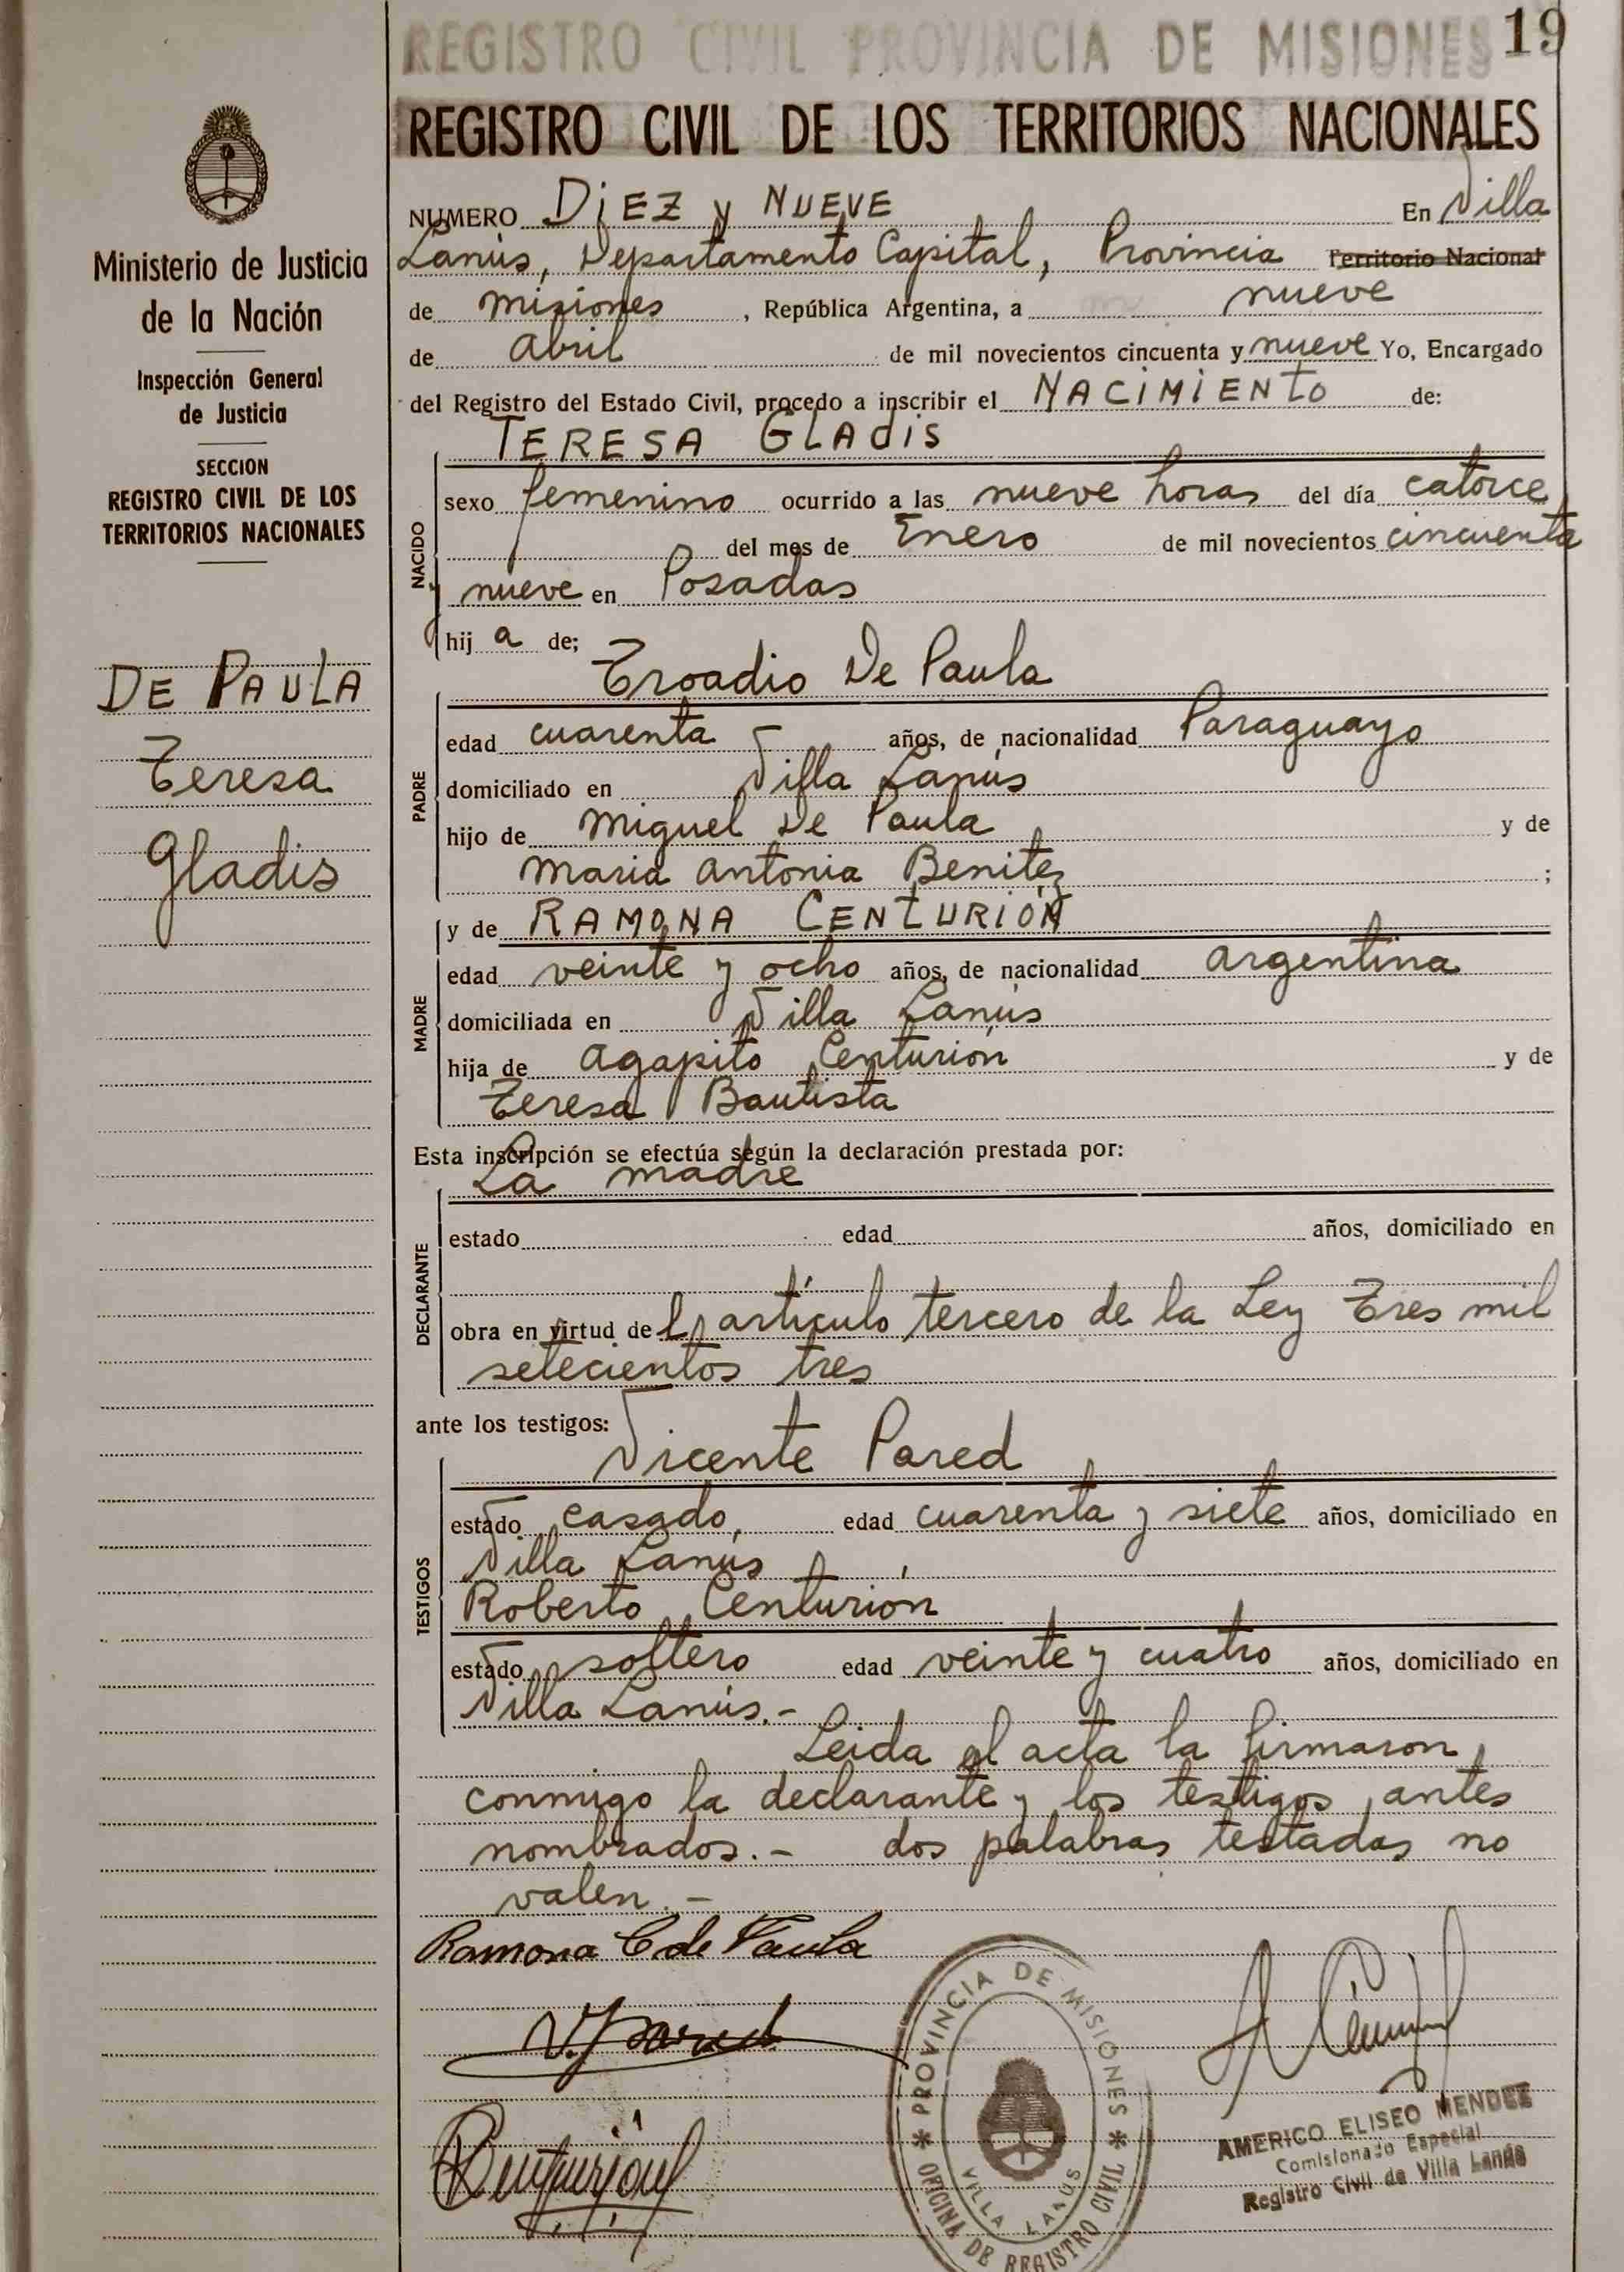 REGISTRO CIVIL PROVINCIA DE MISIONES 19
REGISTRO CIVIL DE LOS TERRITORIOS NACIONALES
Ministerio de Justicia
de la Nación
Inspección General
de Justicia
SECCION
REGISTRO CIVIL DE LOS
TERRITORIOS NACIONALES
DE PAULA
Teresa
Gladis
NUMERO DIEZ y NUEVE En Villa
Lanús, Departamento Capital, Provincia Territorio Nacional
de Misiones, República Argentina, a nueve
de Abril de mil novecientos cincuenta y nueve Yo, Encargado
del Registro del Estado Civil, procedo a inscribir el NACIMIENTO de:
TERESA GLADIS
NACIDO
sexo femenino ocurrido a las nueve horas del día catorce
del mes de Enero de mil novecientos cincuenta
y nueve en Posadas
hij a de;
Troadio De Paula
PADRE
edad cuarenta años, de nacionalidad Paraguayo
domiciliado en Villa Lanús
hijo de Miguel De Paula y de
Maria Antonia Benitez ;
y de RAMONA CENTURIÓN
MADRE
edad veinte y ocho años, de nacionalidad argentina
domiciliada en Villa Lanús
hija de Agapito Centurión y de
Teresa Bautista
Esta inscripción se efectúa según la declaración prestada por:
La madre
DECLARANTE
estado edad años, domiciliado en
obra en virtud de l artículo tercero de la Ley Tres mil
setecientos tres
ante los testigos:
Vicente Pared
TESTIGOS
estado casado, edad cuarenta y siete años, domiciliado en
Villa Lanús
Roberto Centurión
estado soltero edad veinte y cuatro años, domiciliado en
Villa Lanús.-
Leida el acta la firmaron
conmigo la declarante y los testigos antes
nombrados.- dos palabras testadas no
valen.-
Ramona C de Paula
V. Pared
RCenturión
PROVINCIA DE MISIONES
OFICINA DE REGISTRO CIVIL
VILLA LANUS
AMERICO ELISEO MENDEZ
Comisionado Especial
Registro Civil de Villa Lanús